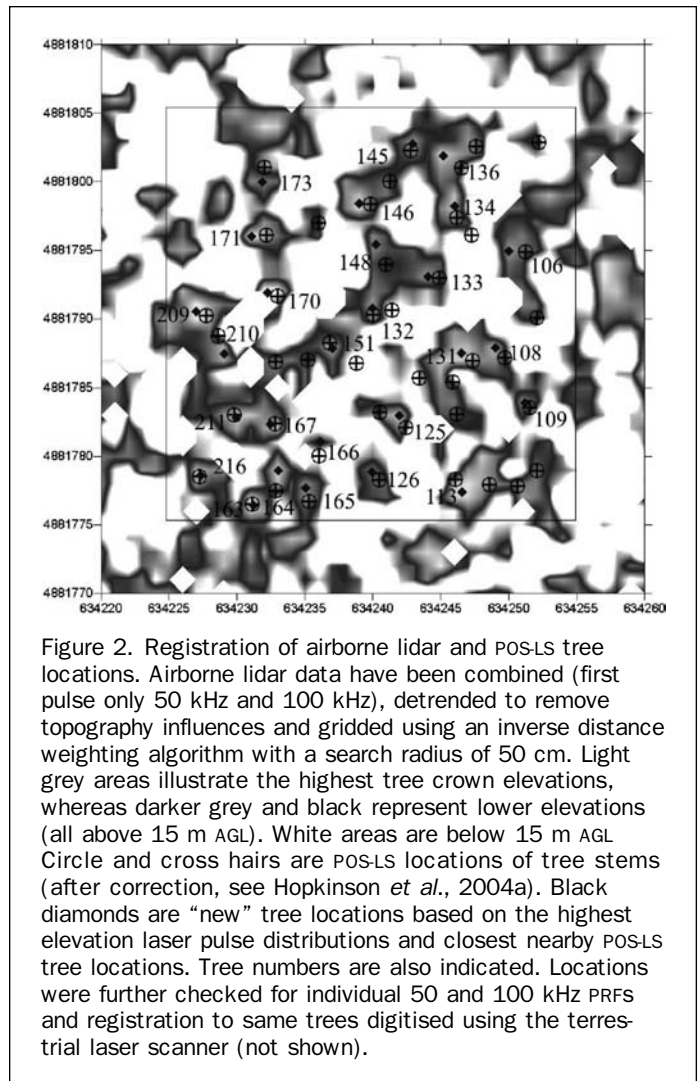 4881810
4881805
4881800
4881795
4881790
4881785
4881780
4881775
4881770
145
136
173
146
134
171
148
106
133
170
209
132
210
151
131
108
211
167
109
125
216
166
126
163
164
165
113
634220 634225 634230 634235 634240 634245 634250 634255 634260
Figure 2. Registration of airborne lidar and POS-LS tree
locations. Airborne lidar data have been combined (first
pulse only 50 kHz and 100 kHz), detrended to remove
topography influences and gridded using an inverse distance
weighting algorithm with a search radius of 50 cm. Light
grey areas illustrate the highest tree crown elevations,
whereas darker grey and black represent lower elevations
(all above 15 m AGL). White areas are below 15 m AGL
Circle and cross hairs are POS-LS locations of tree stems
(after correction, see Hopkinson et al., 2004a). Black
diamonds are “new” tree locations based on the highest
elevation laser pulse distributions and closest nearby POS-LS
tree locations. Tree numbers are also indicated. Locations
were further checked for individual 50 and 100 kHz PRFs
and registration to same trees digitised using the terres-
trial laser scanner (not shown).